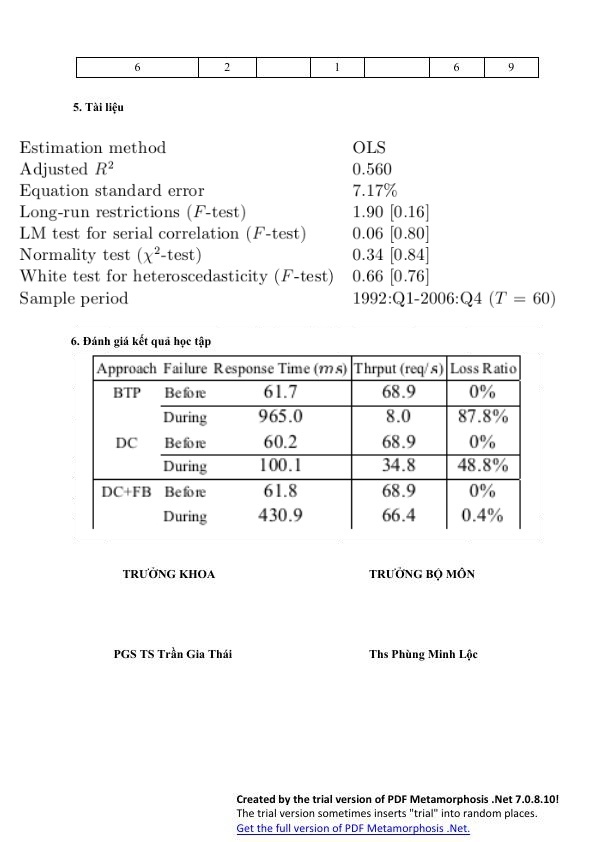 6 2 1 6 9
5. Tài liệu
Estimation method OLS
Adjusted R² 0.560
Equation standard error 7.17%
Long-run restrictions (F-test) 1.90 [0.16]
LM test for serial correlation (F-test) 0.06 [0.80]
Normality test (χ²-test) 0.34 [0.84]
White test for heteroscedasticity (F-test) 0.66 [0.76]
Sample period 1992:Q1-2006:Q4 (T = 60)
6. Đánh giá kết quả học tập
Approach Failure Response Time (ms) Thrput (req/s) Loss Ratio
BTP Before 61.7 68.9 0%
During 965.0 8.0 87.8%
DC Before 60.2 68.9 0%
During 100.1 34.8 48.8%
DC+FB Before 61.8 68.9 0%
During 430.9 66.4 0.4%
TRƯỞNG KHOA TRƯỞNG BỘ MÔN
PGS TS Trần Gia Thái Ths Phùng Minh Lộc
Created by the trial version of PDF Metamorphosis .Net 7.0.8.10!
The trial version sometimes inserts "trial" into random places.
Get the full version of PDF Metamorphosis .Net.